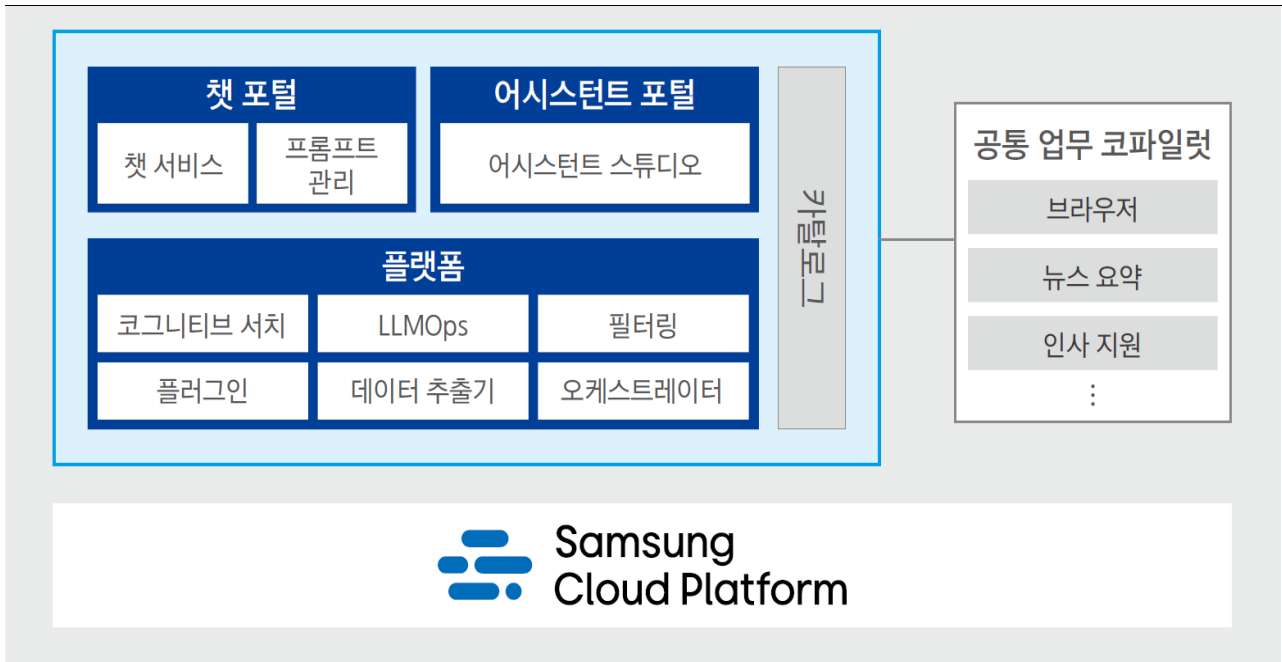 챗 포털
챗 서비스
프롬프트
관리
어시스턴트 포털
어시스턴트 스튜디오
플랫폼
코그니티브 서치
LLMOps
필터링
플러그인
데이터 추출기
오케스트레이터
카탈로그
공통 업무 코파일럿
브라우저
뉴스 요약
인사 지원
⋮
Samsung
Cloud Platform